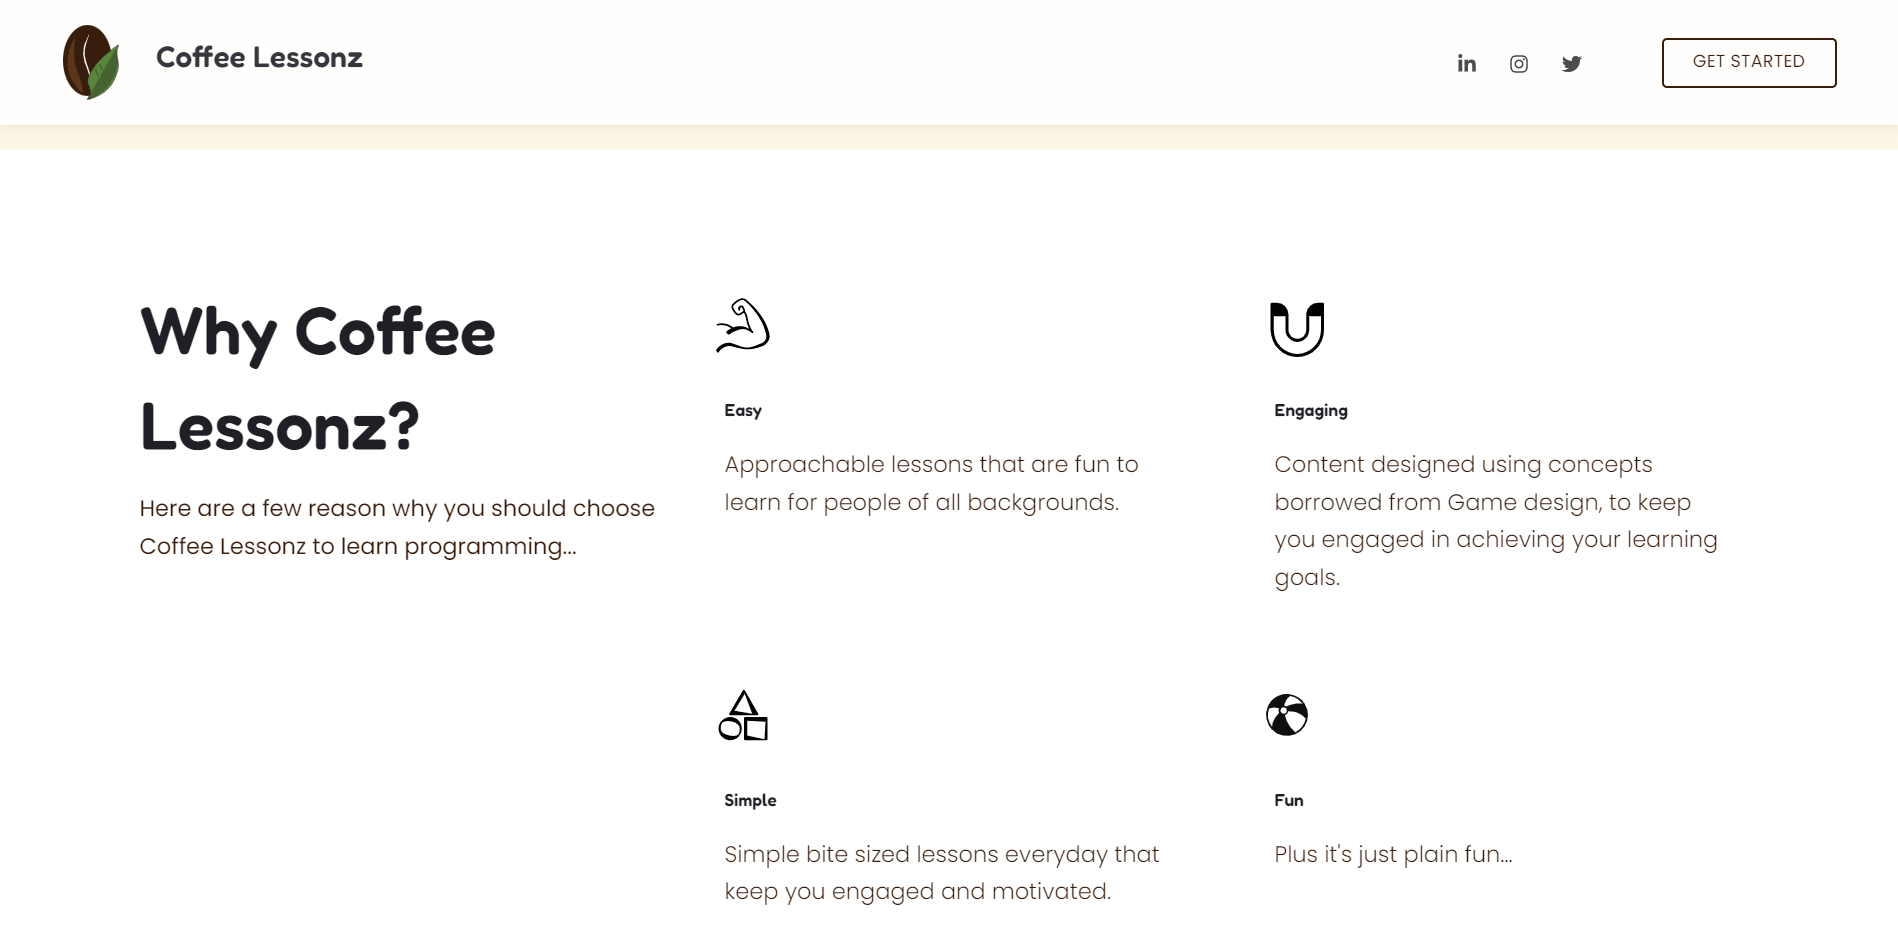 Coffee Lessonz
GET STARTED
Why Coffee
Lessonz?
Here are a few reason why you should choose
Coffee Lessonz to learn programming...
Easy
Approachable lessons that are fun to
learn for people of all backgrounds.
Engaging
Content designed using concepts
borrowed from Game design, to keep
you engaged in achieving your learning
goals.
Simple
Simple bite sized lessons everyday that
keep you engaged and motivated.
Fun
Plus it's just plain fun...